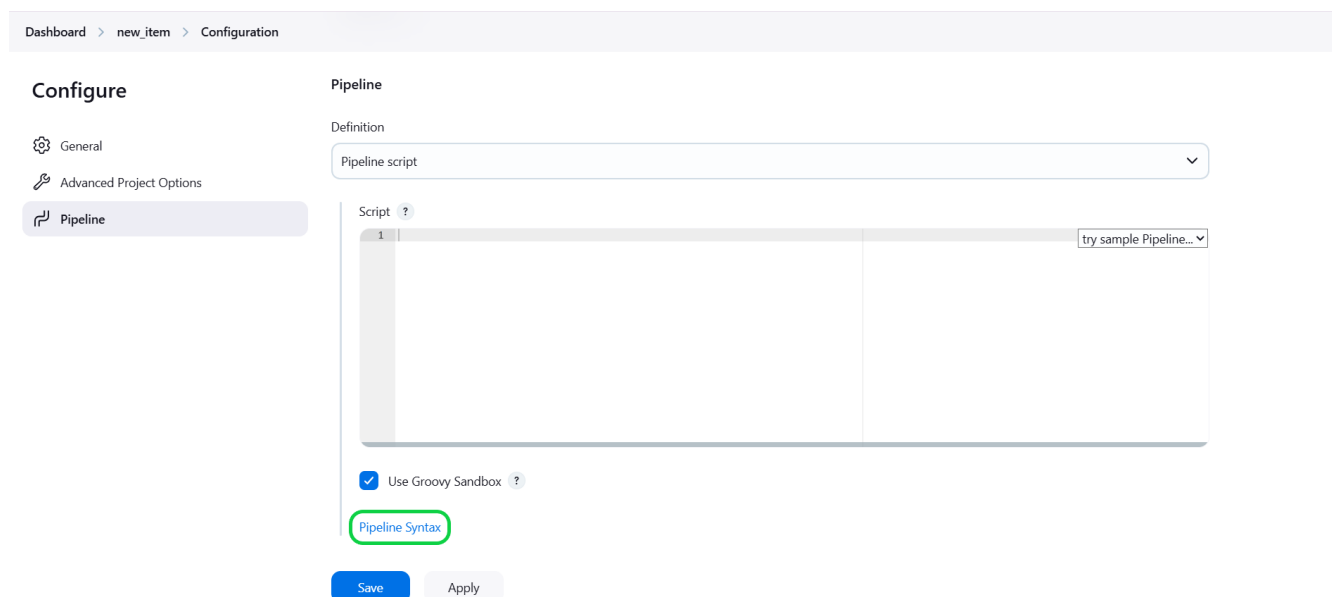 Dashboard > new_item > Configuration
Configure
General
Advanced Project Options
Pipeline
Pipeline
Definition
Pipeline script
Script ?
1
try sample Pipeline...
Use Groovy Sandbox ?
Pipeline Syntax
Save Apply